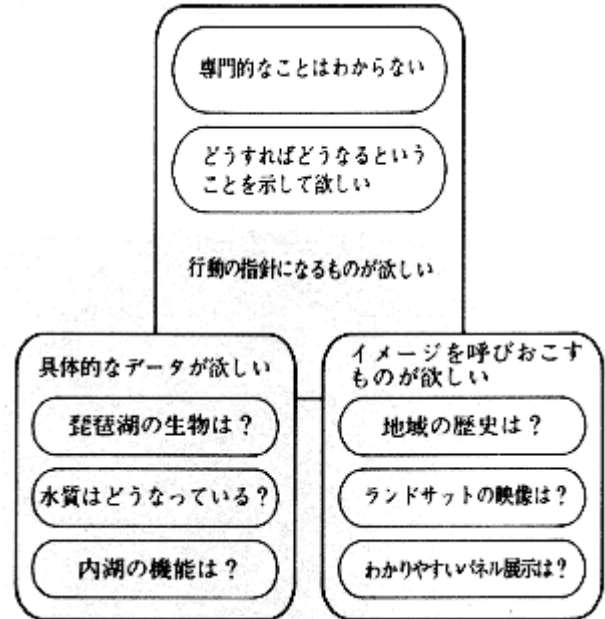 専門的なことはわからない
どうすればどうなるという
ことを示して欲しい
行動の指針になるものが欲しい
具体的なデータが欲しい
琵琶湖の生物は？
水質はどうなっている？
内湖の機能は？
イメージを呼びおこす
ものが欲しい
地域の歴史は？
ランドサットの映像は？
わかりやすいパネル展示は？